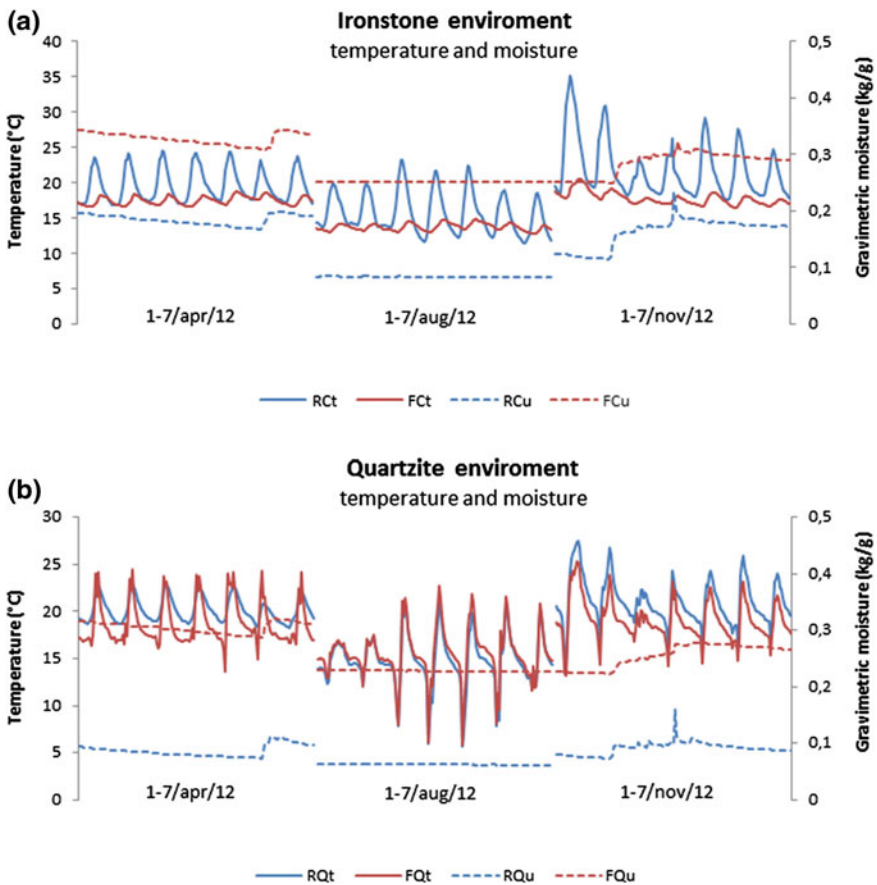 (a)
Ironstone enviroment
temperature and moisture
40
35
30
25
20
15
10
5
0
Temperature (°C)
0,5
0,4
0,3
0,2
0,1
0
Gravimetric moisture (kg/g)
1-7/apr/12 1-7/aug/12 1-7/nov/12
RCt FCt RCu FCu
(b)
Quartzite enviroment
temperature and moisture
30
25
20
15
10
5
0
Temperature (°C)
0,5
0,4
0,3
0,2
0,1
0
Gravimetric moisture (kg/g)
1-7/apr/12 1-7/aug/12 1-7/nov/12
RQt FQt RQu FQu